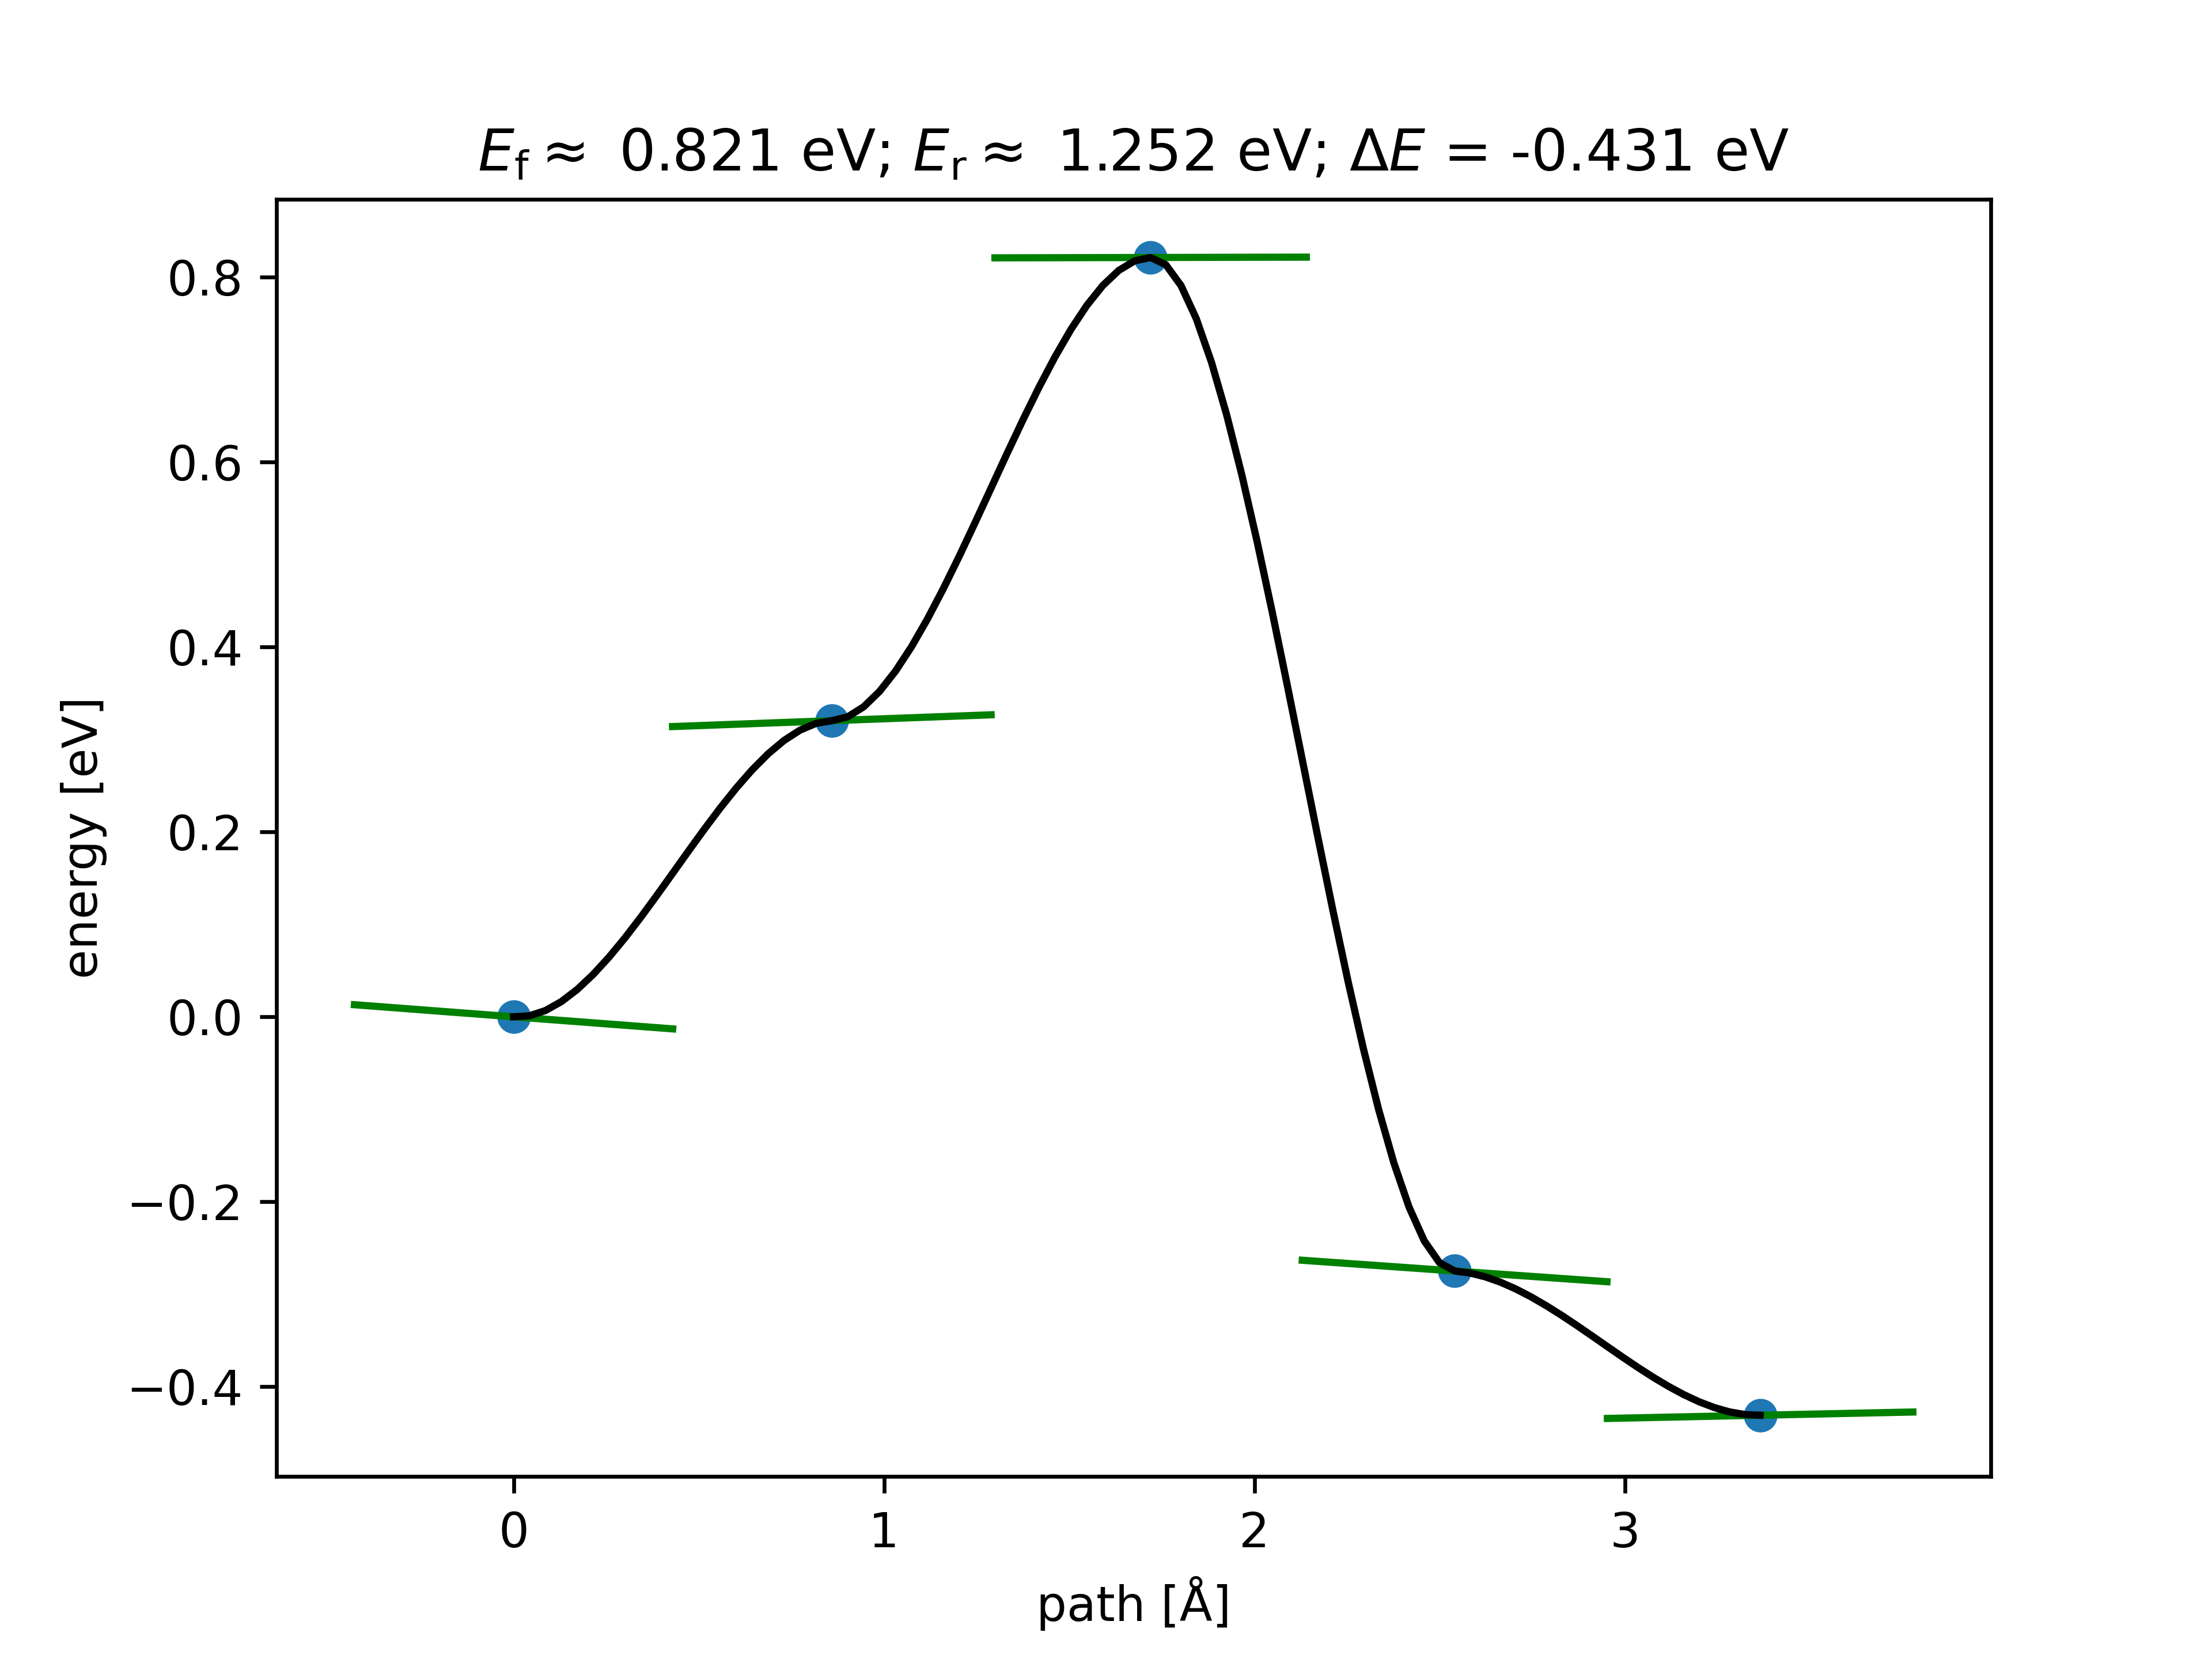 E_f ≈ 0.821 eV; E_r ≈ 1.252 eV; ΔE = -0.431 eV
energy [eV]
0.8
0.6
0.4
0.2
0.0
−0.2
−0.4
0 1 2 3
path [Å]